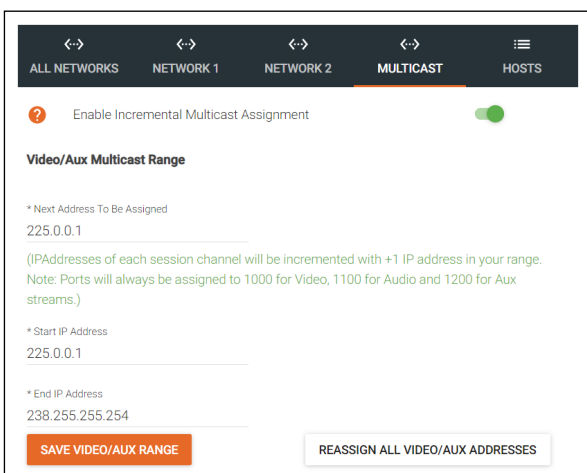 ALL NETWORKS NETWORK 1 NETWORK 2 MULTICAST HOSTS
Enable Incremental Multicast Assignment
Video/Aux Multicast Range
* Next Address To Be Assigned
225.0.0.1
(IPAddresses of each session channel will be incremented with +1 IP address in your range.
Note: Ports will always be assigned to 1000 for Video, 1100 for Audio and 1200 for Aux
streams.)
* Start IP Address
225.0.0.1
* End IP Address
238.255.255.254
SAVE VIDEO/AUX RANGE REASSIGN ALL VIDEO/AUX ADDRESSES